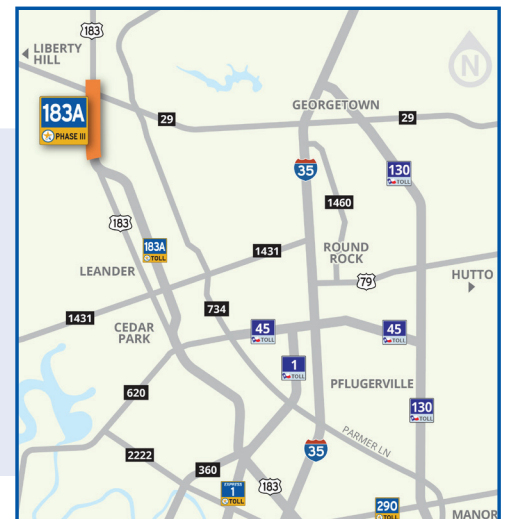 183
LIBERTY
HILL
N
GEORGETOWN
183A
PHASE III
29
29
35
130
TOLL
1460
183
183A
TOLL
1431
ROUND
ROCK
LEANDER
79
HUTTO
734
1431
CEDAR
PARK
45
TOLL
45
TOLL
1
TOLL
PFLUGERVILLE
620
130
TOLL
PARMER LN
2222
35
360
EXPRESS
1
TOLL
183
290
TOLL
MANOR